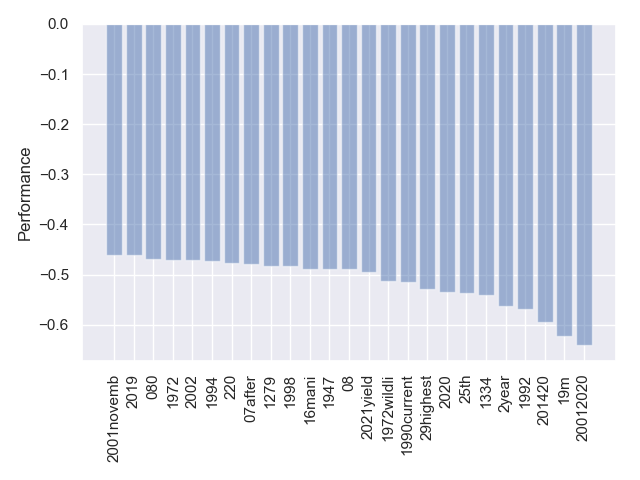 0.0
−0.1
−0.2
−0.3
−0.4
−0.5
−0.6
Performance
2001novemb
2019
080
1972
2002
1994
220
07after
1279
1998
16mani
1947
08
2021yield
1972wildli
1990current
29highest
2020
25th
1334
2year
1992
201420
19m
20012020